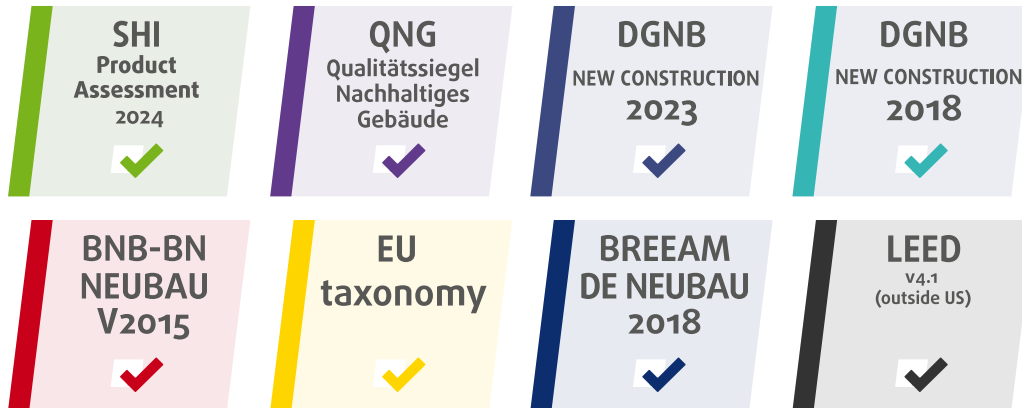 SHI
Product
Assessment
2024
QNG
Qualitätssiegel
Nachhaltiges
Gebäude
DGNB
NEW CONSTRUCTION
2023
DGNB
NEW CONSTRUCTION
2018
BNB-BN
NEUBAU
V2015
EU
taxonomy
BREEAM
DE NEUBAU
2018
LEED
v4.1
(outside US)